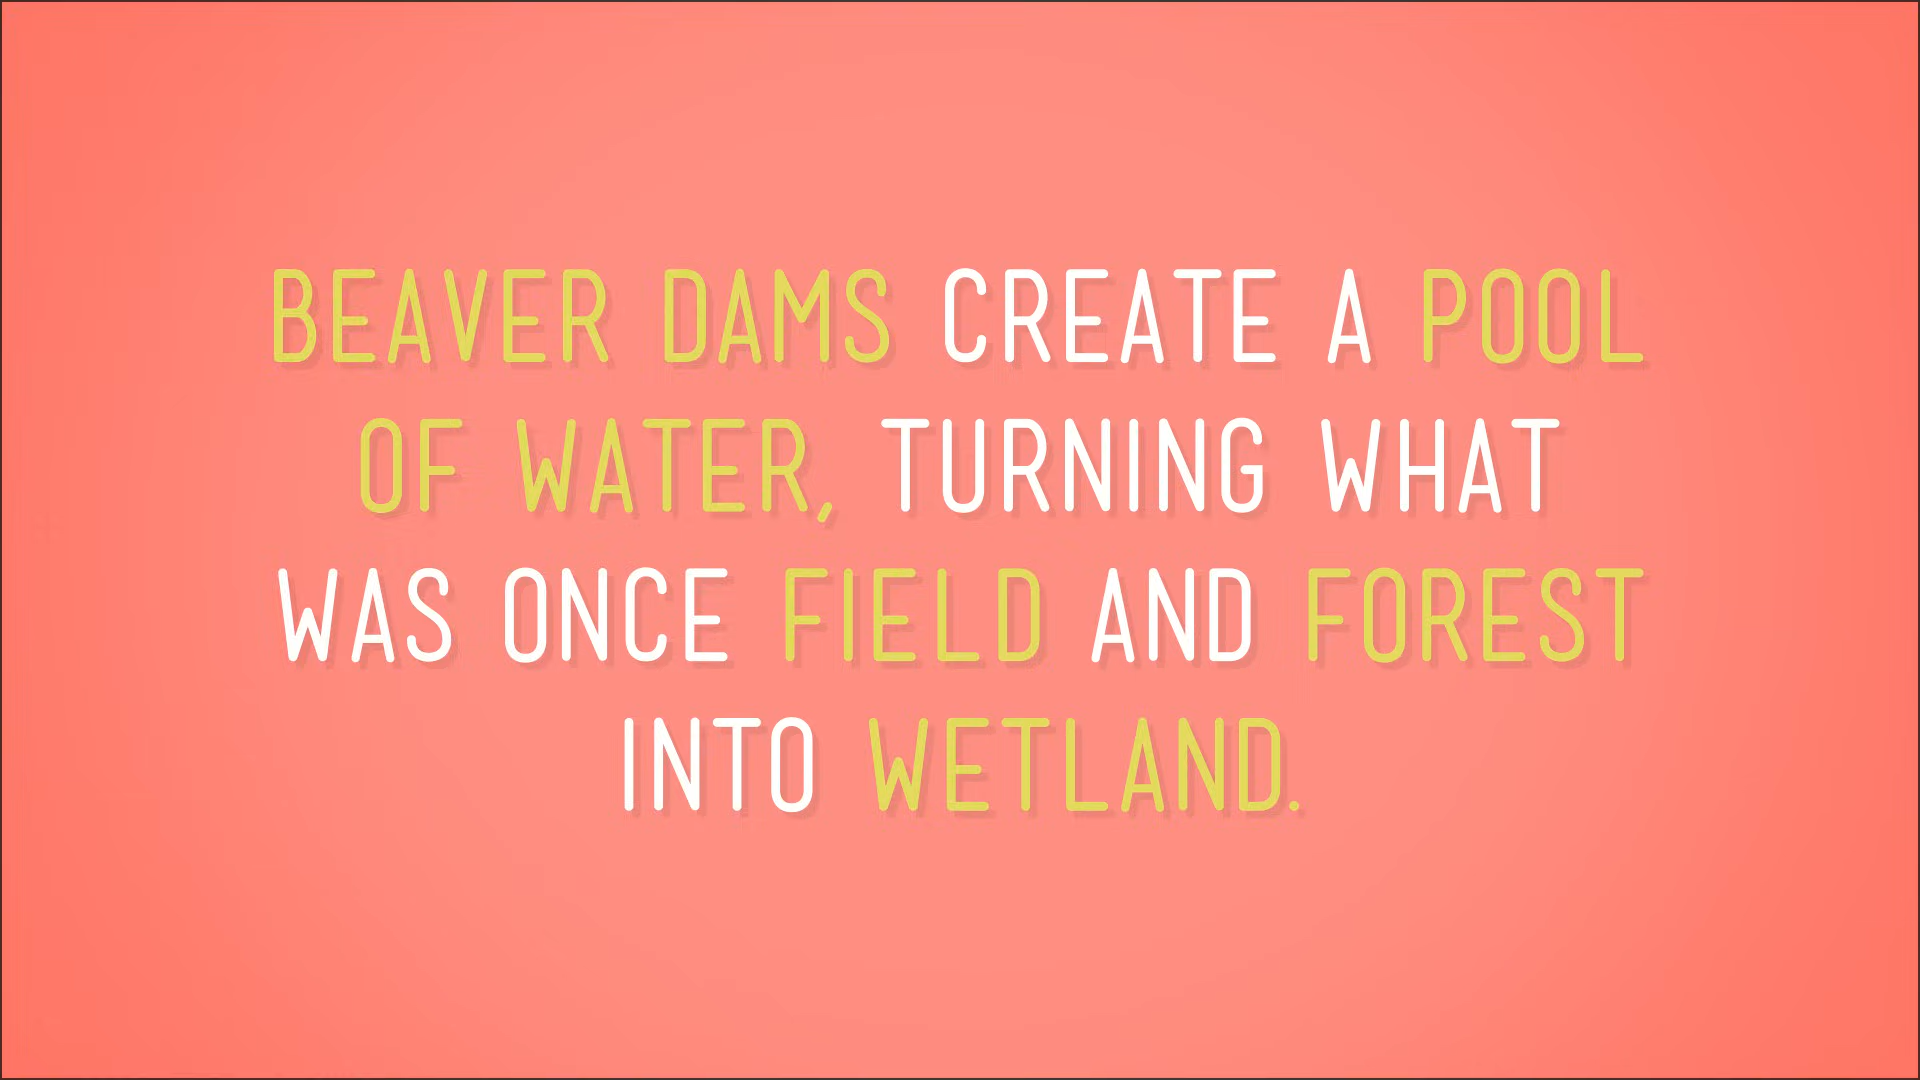 BEAVER DAMS CREATE A POOL
OF WATER, TURNING WHAT
WAS ONCE FIELD AND FOREST
INTO WETLAND.